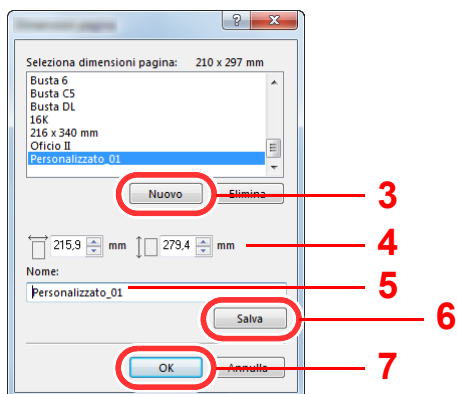 Seleziona dimensioni pagina: 210 x 297 mm
Busta 6
Busta C5
Busta DL
16K
216 x 340 mm
Oficio II
Personalizzato_01
Nuovo Elimina 3
215,9 mm 279,4 mm 4
Nome:
Personalizzato_01 5
Salva 6
OK Annulla 7